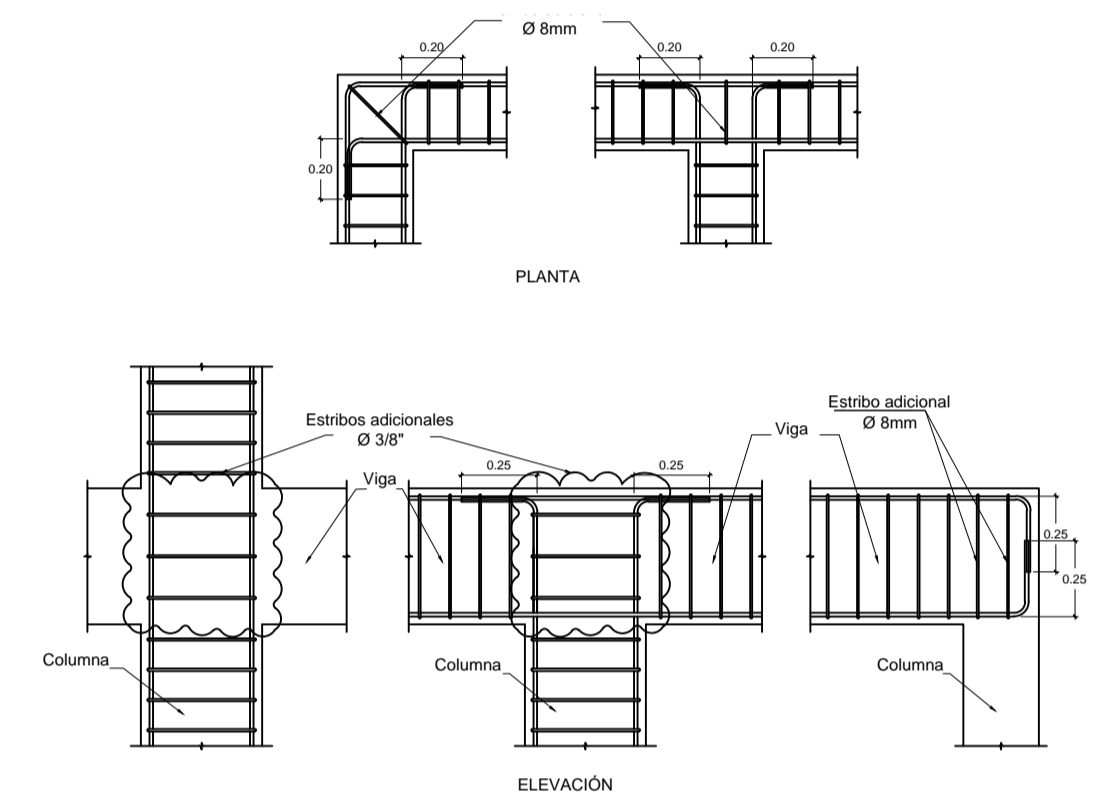 Ø 8mm
0.20
0.20
0.20
0.20
PLANTA
Estribos adicionales
Ø 3/8"
Viga
0.25
0.25
Viga
Estribo adicional
Ø 8mm
0.25
0.25
Columna
Columna
Columna
ELEVACIÓN